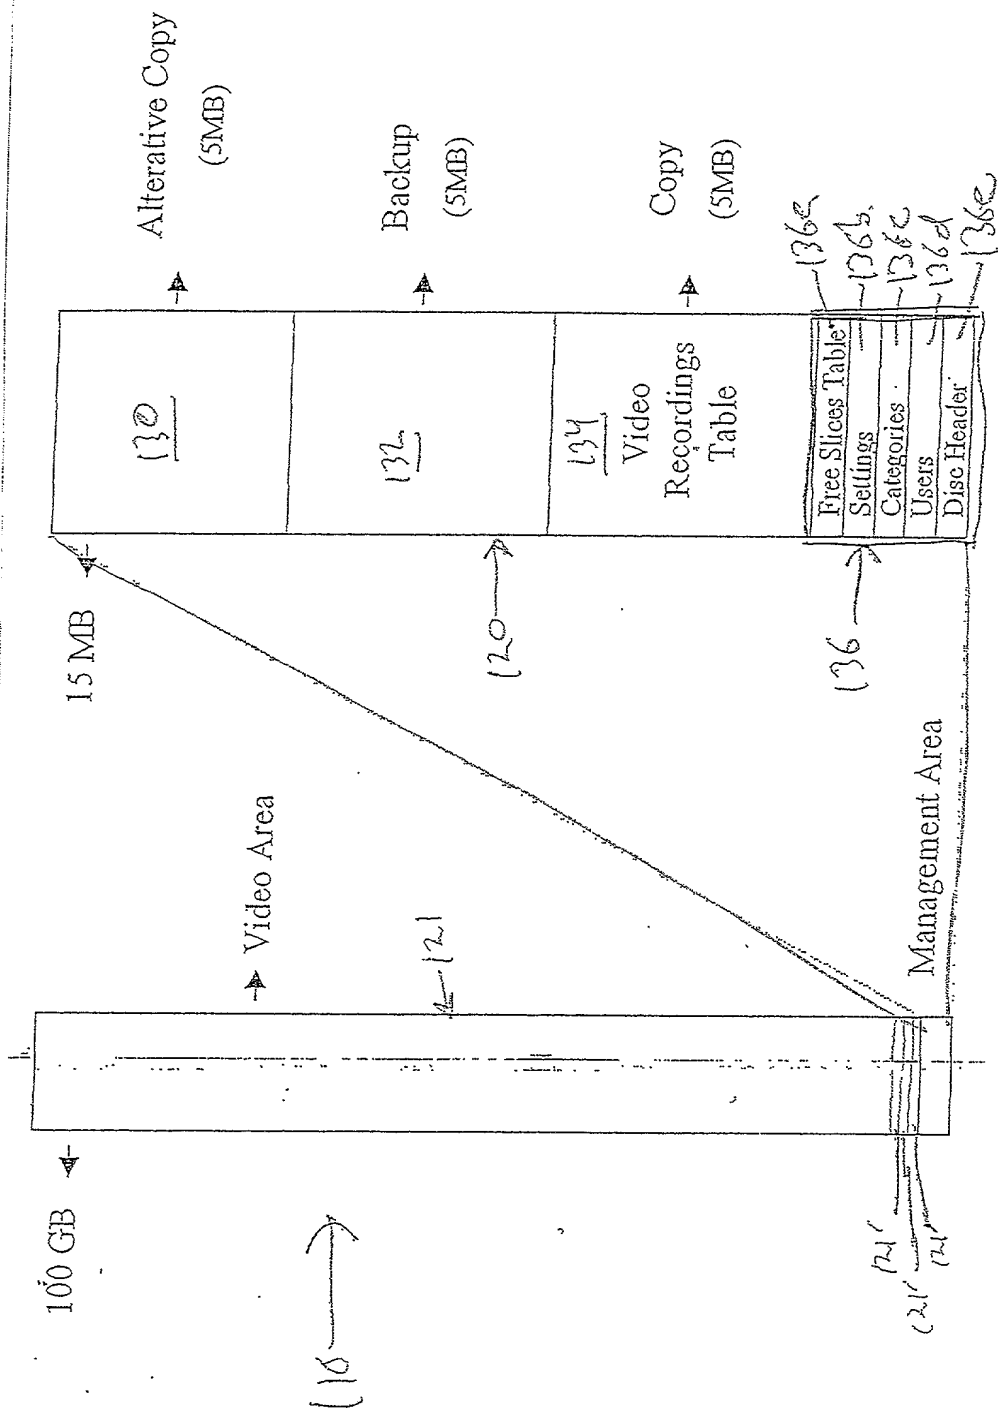 100 GB
Video Area
121
110
121'
121'
121'
Management Area
15 MB
120
136
130
132
134
Video
Recordings
Table
Free Slices Table
Settings
Categories
Users
Disc Header
Alterative Copy
(5MB)
Backup
(5MB)
Copy
(5MB)
136a
136b
136c
136d
136e